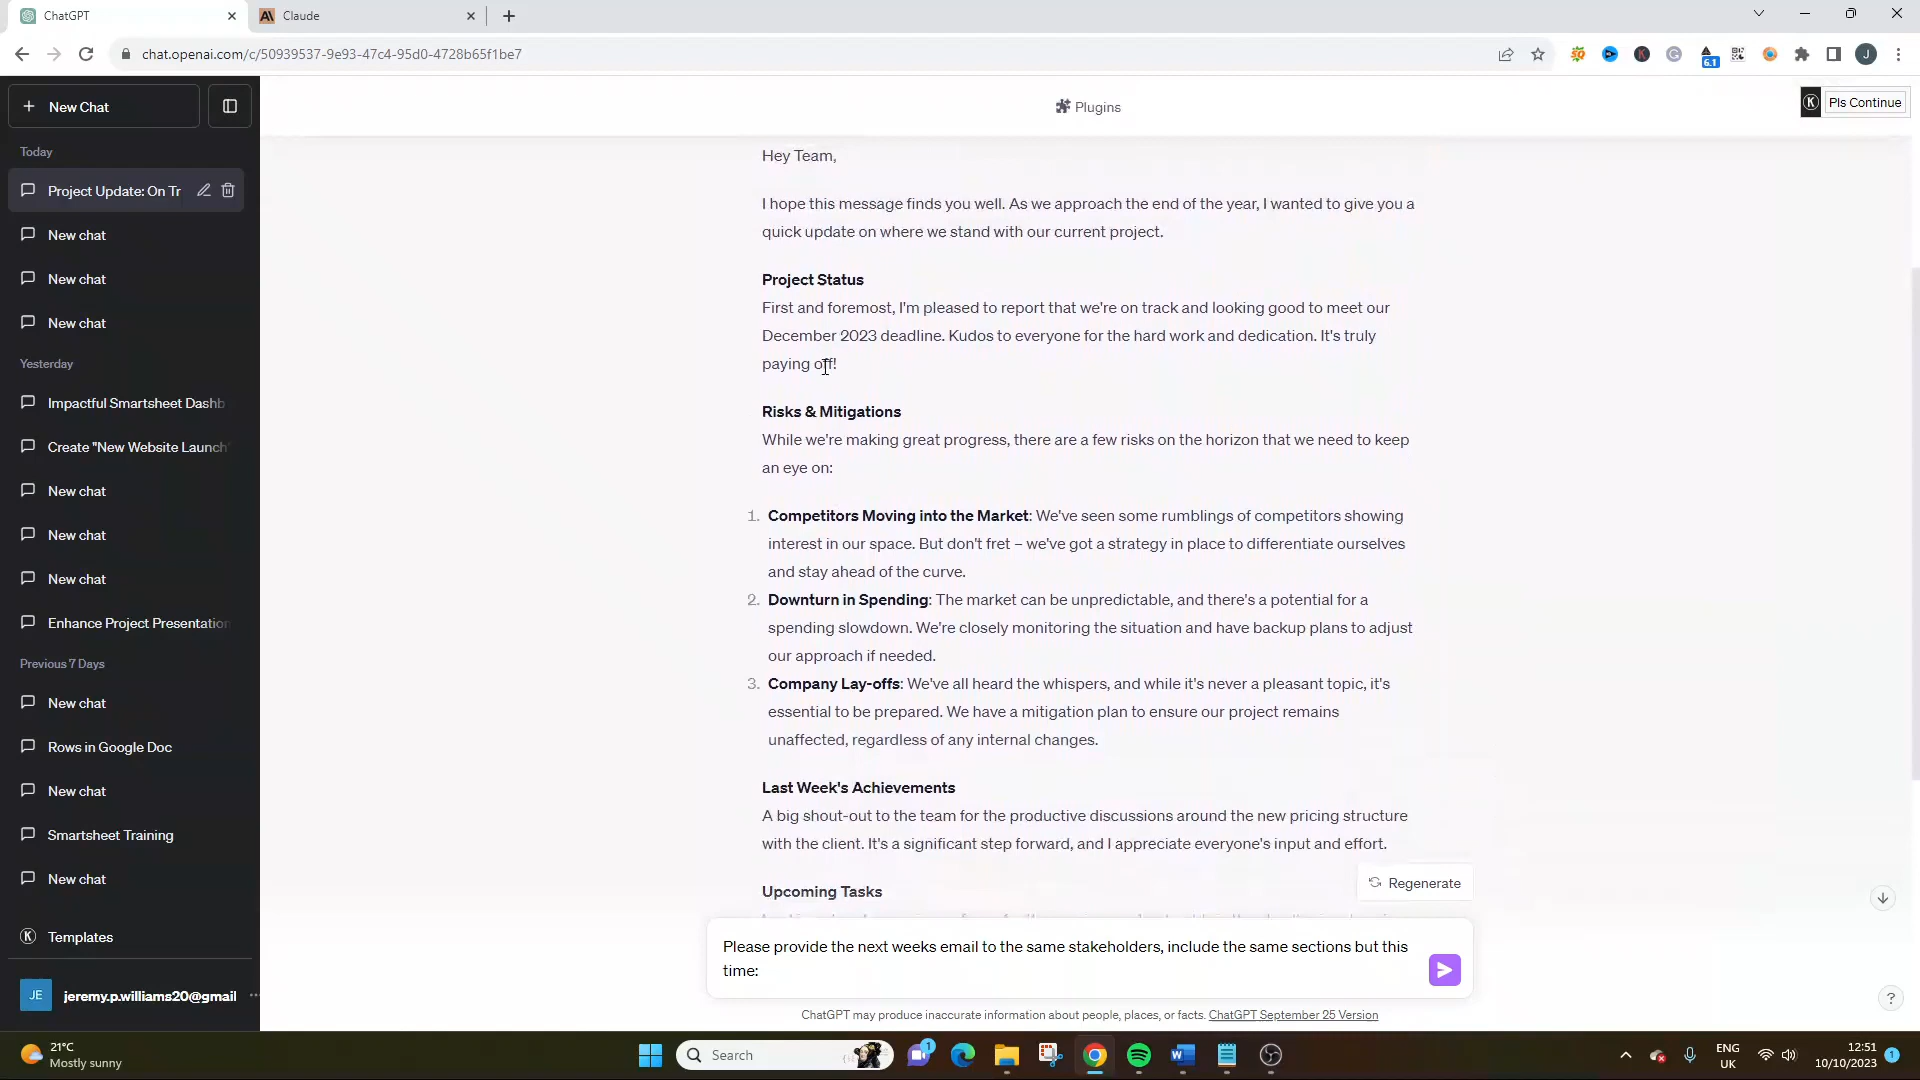 ChatGPT
Claude
chat.openai.com/c/50939537-9e93-47c4-95d0-4728b65f1be7
6.1
J
New Chat
Plugins
K
Pls Continue
Today
Project Update: On Tr
New chat
New chat
New chat
Yesterday
Impactful Smartsheet Dashb
Create "New Website Launch"
New chat
New chat
New chat
Enhance Project Presentation
Previous 7 Days
New chat
Rows in Google Doc
New chat
Smartsheet Training
New chat
K Templates
JE jeremy.p.williams20@gmail
Hey Team,
I hope this message finds you well. As we approach the end of the year, I wanted to give you a
quick update on where we stand with our current project.
Project Status
First and foremost, I'm pleased to report that we're on track and looking good to meet our
December 2023 deadline. Kudos to everyone for the hard work and dedication. It's truly
paying off!
Risks & Mitigations
While we're making great progress, there are a few risks on the horizon that we need to keep
an eye on:
1. Competitors Moving into the Market: We've seen some rumblings of competitors showing
interest in our space. But don't fret – we've got a strategy in place to differentiate ourselves
and stay ahead of the curve.
2. Downturn in Spending: The market can be unpredictable, and there's a potential for a
spending slowdown. We're closely monitoring the situation and have backup plans to adjust
our approach if needed.
3. Company Lay-offs: We've all heard the whispers, and while it's never a pleasant topic, it's
essential to be prepared. We have a mitigation plan to ensure our project remains
unaffected, regardless of any internal changes.
Last Week's Achievements
A big shout-out to the team for the productive discussions around the new pricing structure
with the client. It's a significant step forward, and I appreciate everyone's input and effort.
Upcoming Tasks
Regenerate
Please provide the next weeks email to the same stakeholders, include the same sections but this
time:
ChatGPT may produce inaccurate information about people, places, or facts. ChatGPT September 25 Version
?
21°C
Mostly sunny
Search
1
ENG
UK
12:51
10/10/2023
1